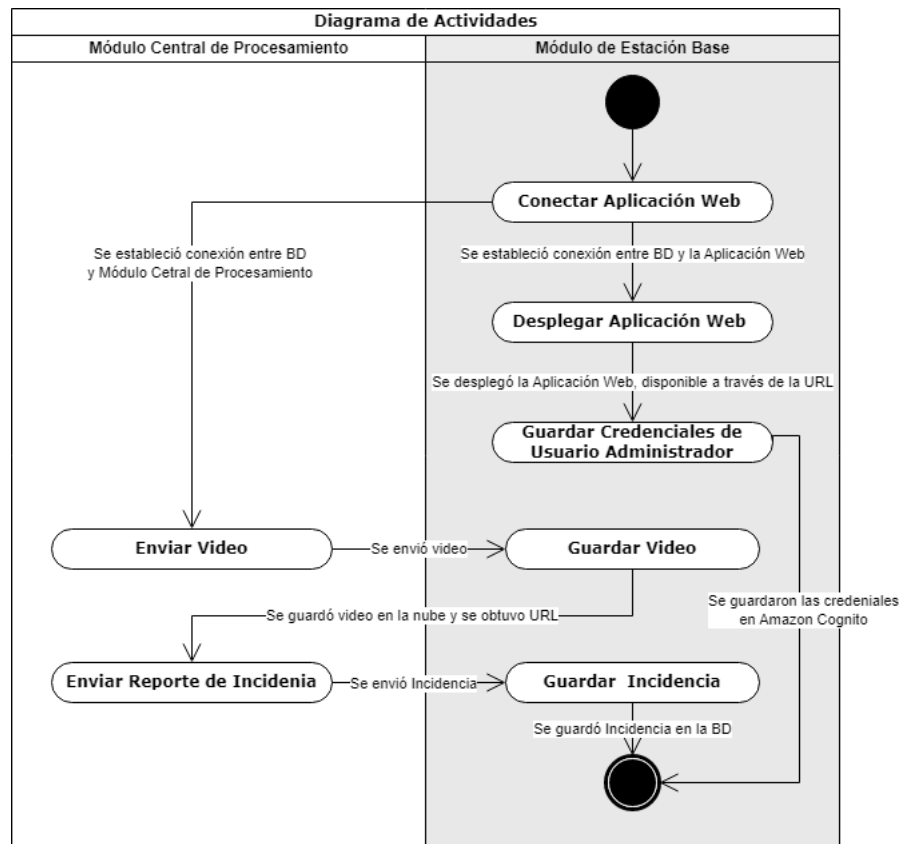 Diagrama de Actividades
Módulo Central de Procesamiento
Módulo de Estación Base
Conectar Aplicación Web
Se estableció conexión entre BD
y Módulo Cetral de Procesamiento
Se estableció conexión entre BD y la Aplicación Web
Desplegar Aplicación Web
Se desplegó la Aplicación Web, disponible a través de la URL
Guardar Credenciales de
Usuario Administrador
Enviar Video
Se envió video
Guardar Video
Se guardaron las credeniales
en Amazon Cognito
Se guardó video en la nube y se obtuvo URL
Enviar Reporte de Incidenia
Se envió Incidencia
Guardar Incidencia
Se guardó Incidencia en la BD